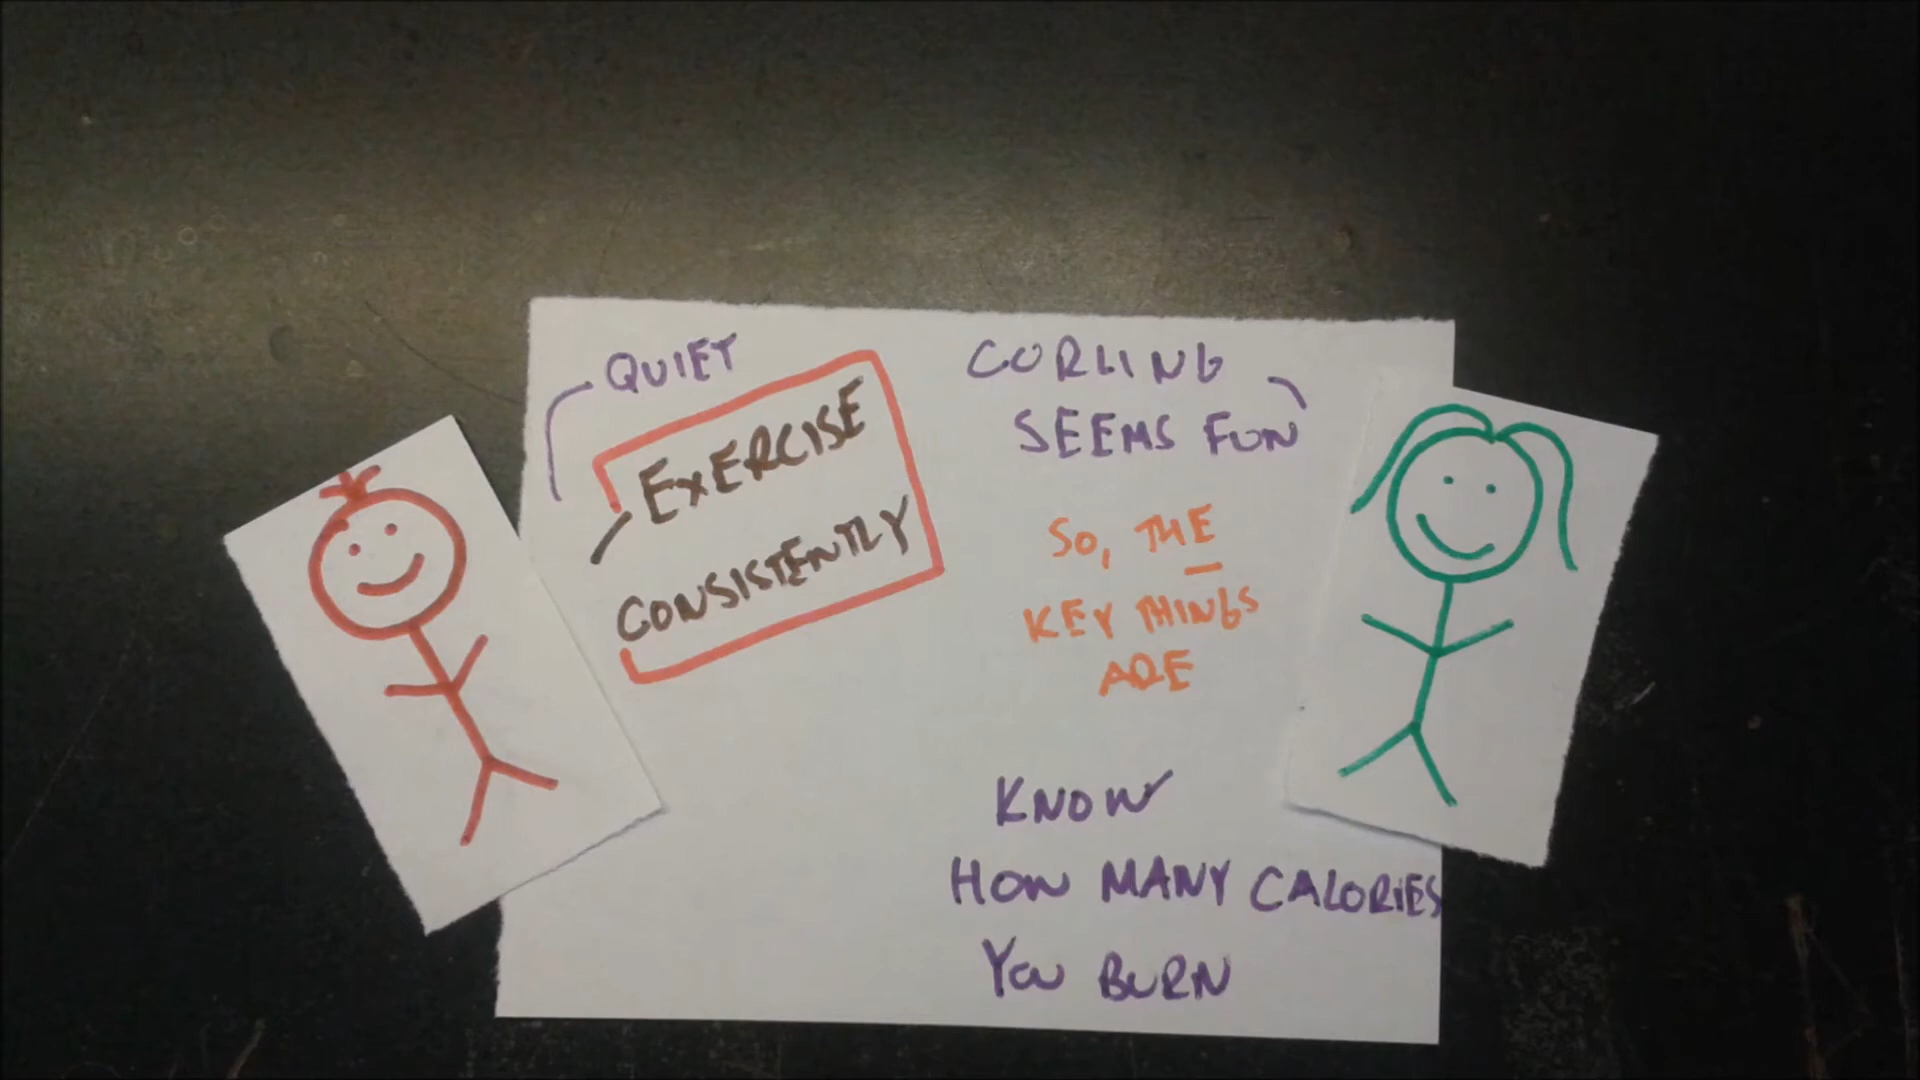 QUIET
EXERCISE
CONSISTENTLY
CURLING
SEEMS FUN
SO, THE
KEY THINGS
ARE
KNOW
HOW MANY CALORIES
YOU BURN